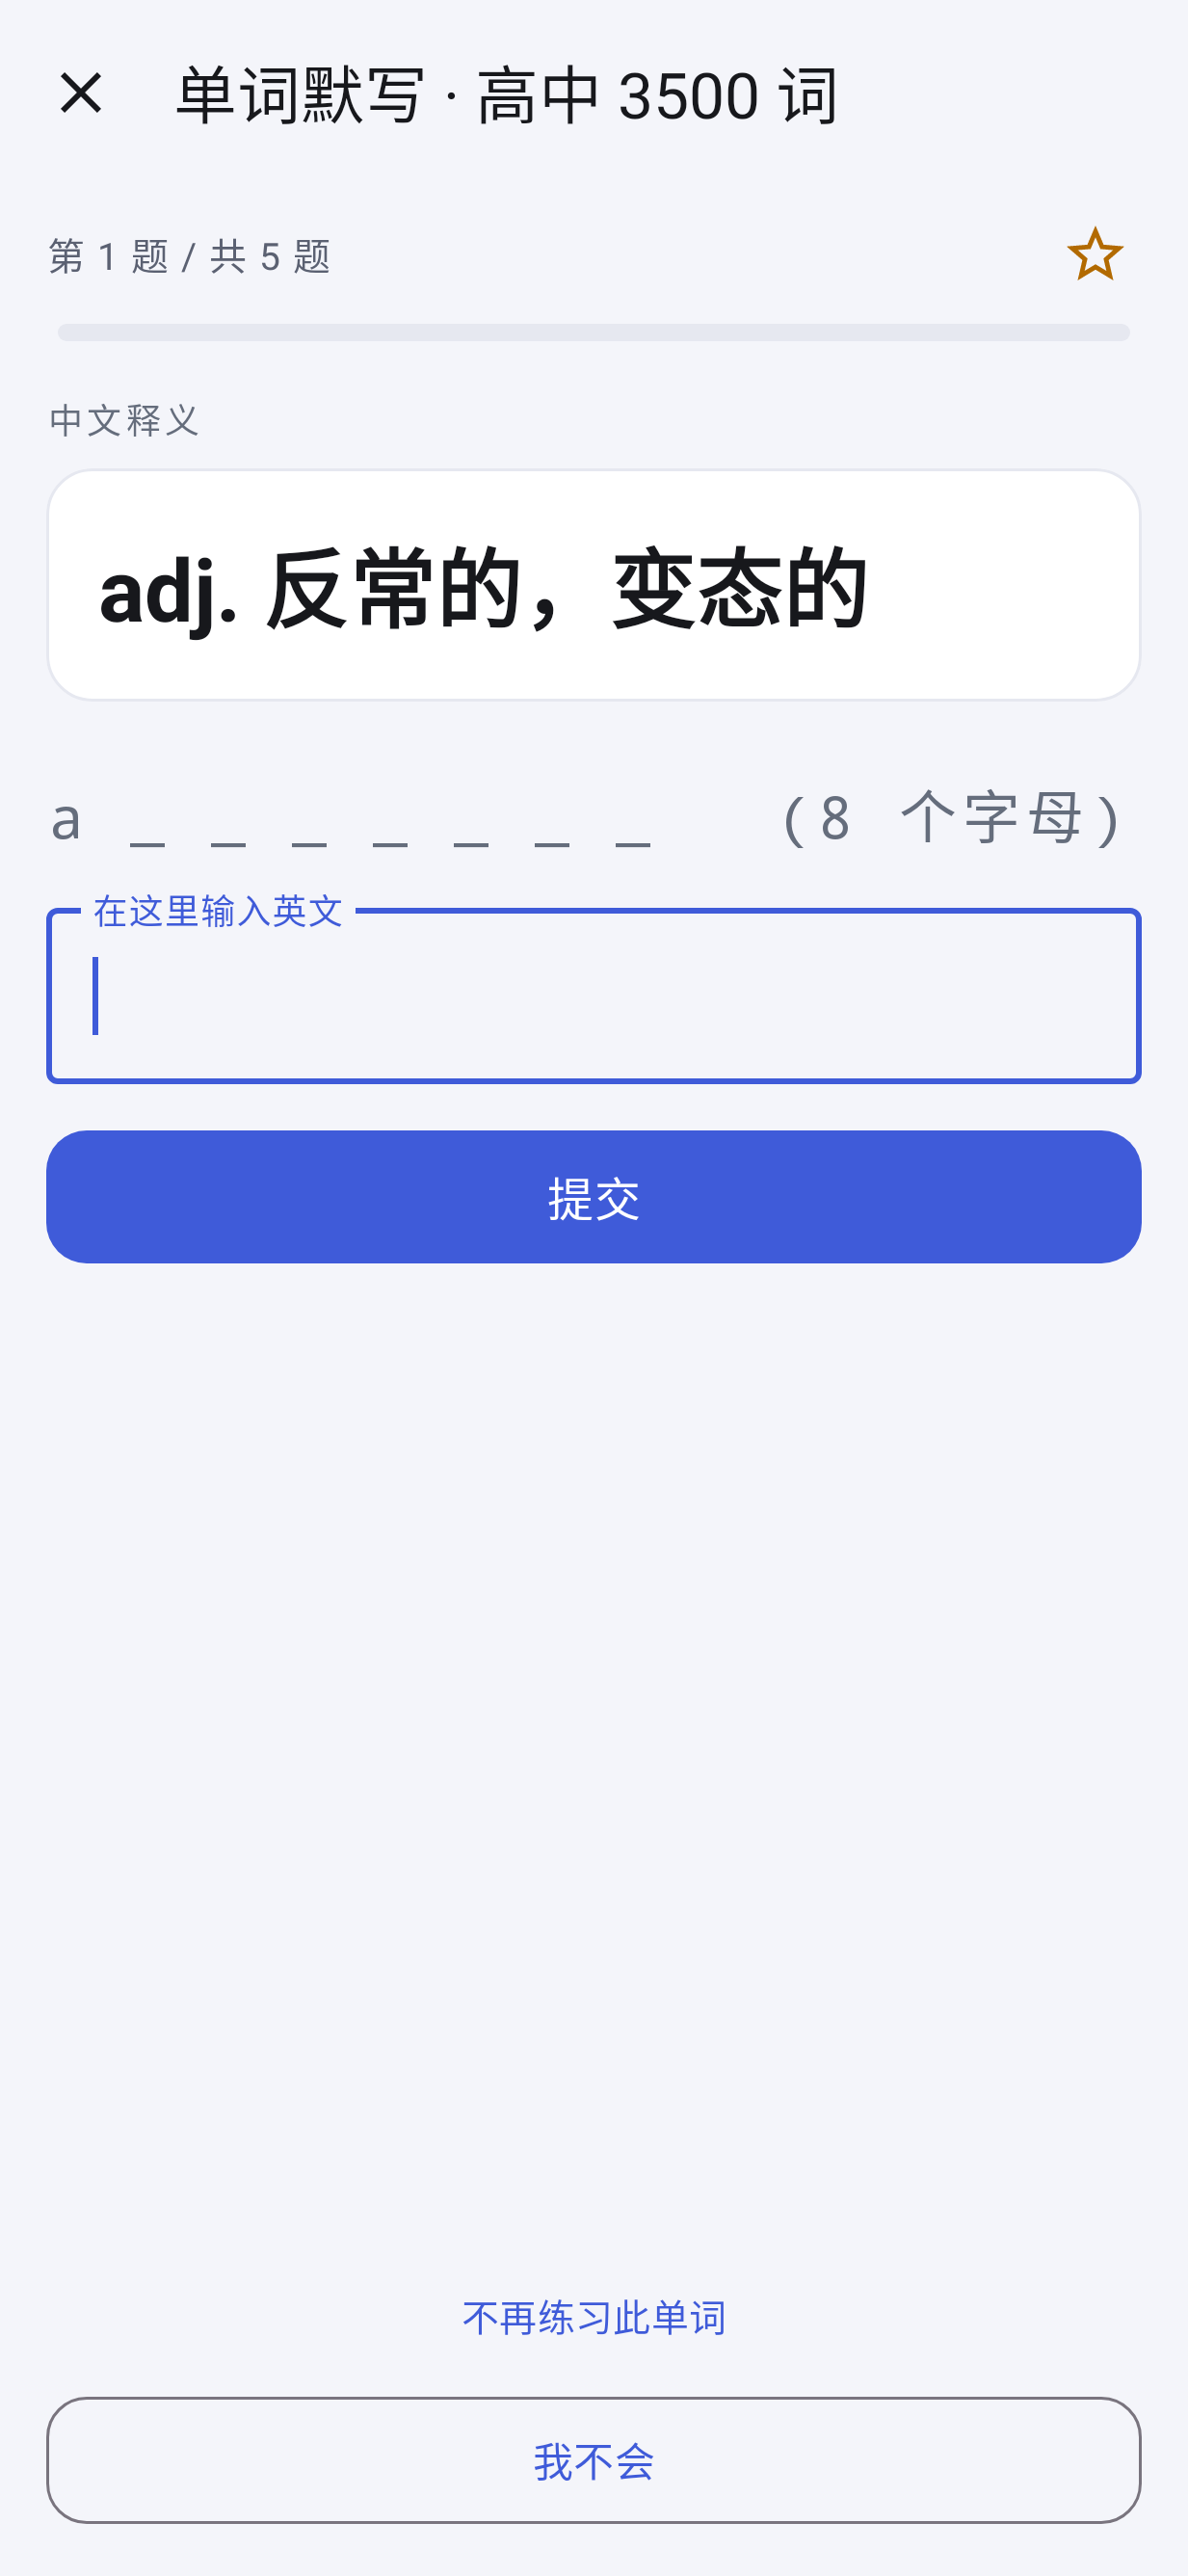 单词默写 · 高中 3500 词
第 1 题 / 共 5 题
中文释义
adj. 反常的，变态的
a _ _ _ _ _ _ _ (8 个字母)
在这里输入英文
提交
不再练习此单词
我不会